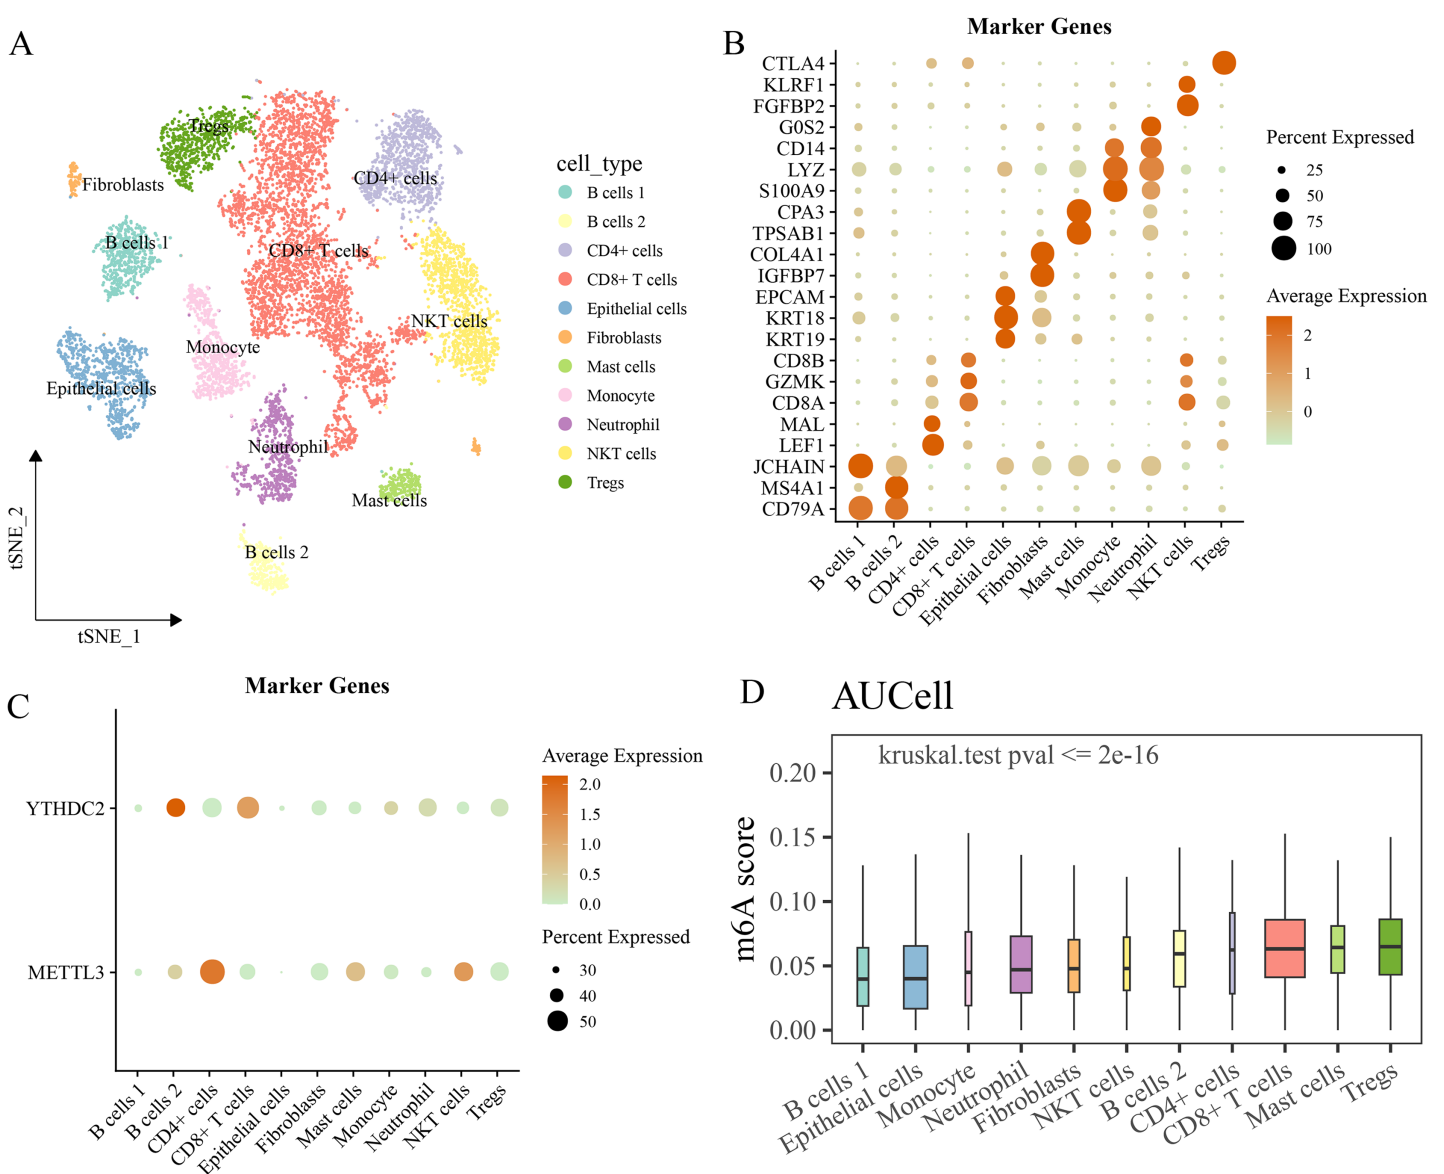 A
Tregs
Fibroblasts
CD4+ cells
B cells 1
CD8+ T cells
NKT cells
Monocyte
Epithelial cells
Neutrophil
Mast cells
B cells 2
tSNE_2
tSNE_1
cell_type
B cells 1
B cells 2
CD4+ cells
CD8+ T cells
Epithelial cells
Fibroblasts
Mast cells
Monocyte
Neutrophil
NKT cells
Tregs
B
Marker Genes
CTLA4
KLRF1
FGFBP2
G0S2
CD14
LYZ
S100A9
CPA3
TPSAB1
COL4A1
IGFBP7
EPCAM
KRT18
KRT19
CD8B
GZMK
CD8A
MAL
LEF1
JCHAIN
MS4A1
CD79A
B cells 1
B cells 2
CD4+ cells
CD8+ T cells
Epithelial cells
Fibroblasts
Mast cells
Monocyte
Neutrophil
NKT cells
Tregs
Percent Expressed
25
50
75
100
Average Expression
2
1
0
C
Marker Genes
YTHDC2
METTL3
B cells 1
B cells 2
CD4+ cells
CD8+ T cells
Epithelial cells
Fibroblasts
Mast cells
Monocyte
Neutrophil
NKT cells
Tregs
Average Expression
2.0
1.5
1.0
0.5
0.0
Percent Expressed
30
40
50
D
AUCell
kruskal.test pval <= 2e-16
m6A score
0.20
0.15
0.10
0.05
0.00
B cells 1
Epithelial cells
Monocyte
Neutrophil
Fibroblasts
NKT cells
B cells 2
CD4+ cells
CD8+ T cells
Mast cells
Tregs